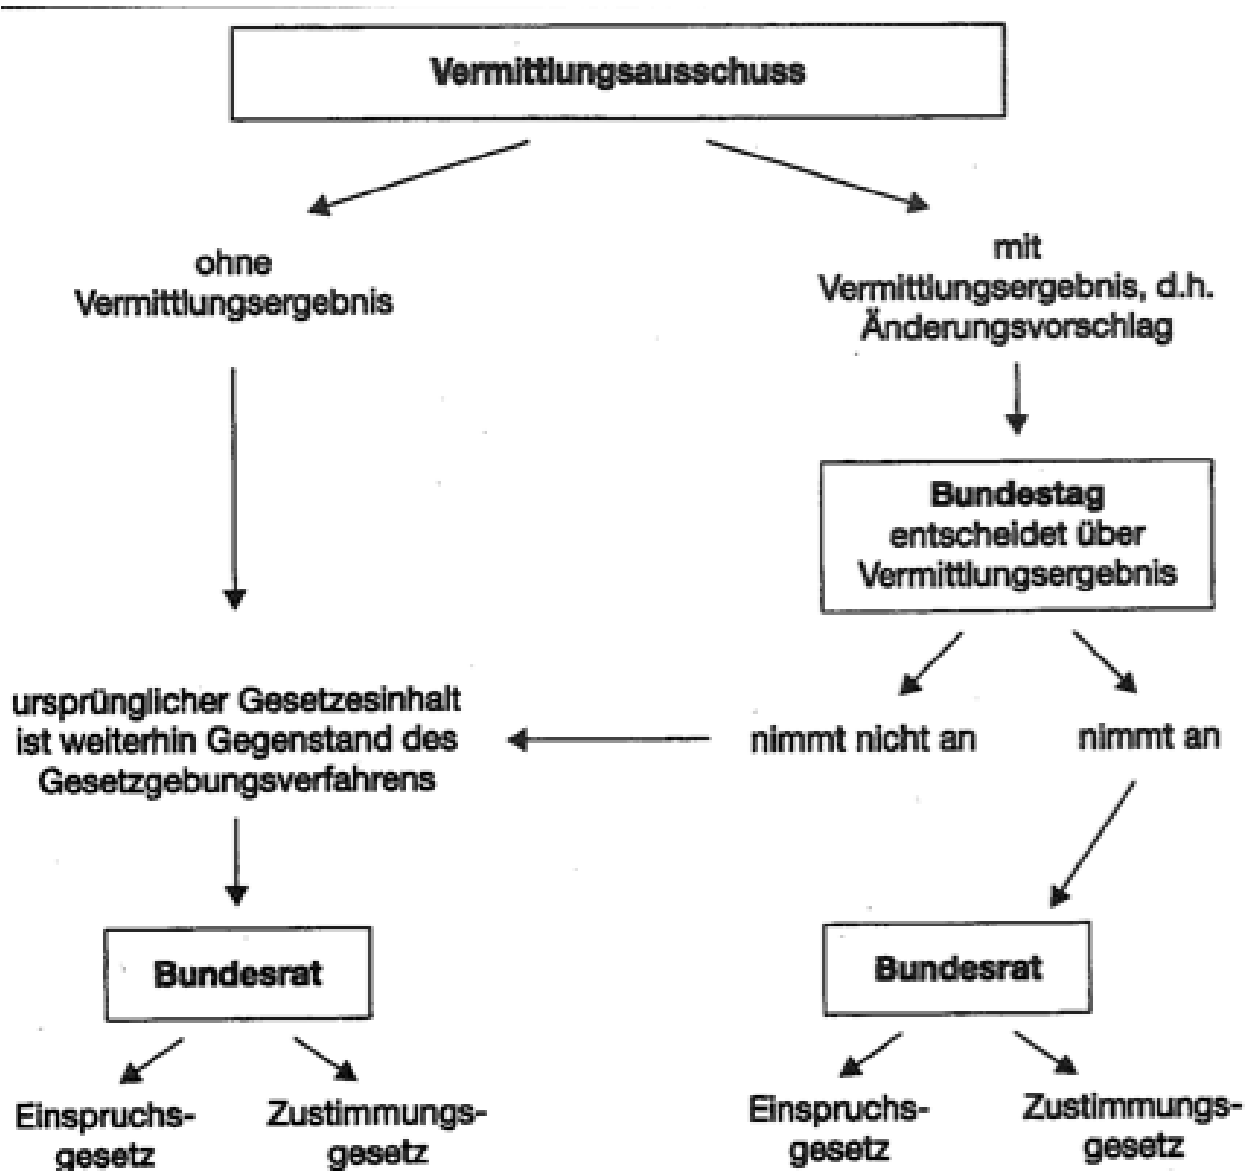 Vermittlungsausschuss
ohne
Vermittlungsergebnis
mit
Vermittlungsergebnis, d.h.
Änderungsvorschlag
Bundestag
entscheidet über
Vermittlungsergebnis
ursprünglicher Gesetzesinhalt
ist weiterhin Gegenstand des
Gesetzgebungsverfahrens
nimmt nicht an
nimmt an
Bundesrat
Bundesrat
Einspruchs-
gesetz
Zustimmungs-
gesetz
Einspruchs-
gesetz
Zustimmungs-
gesetz